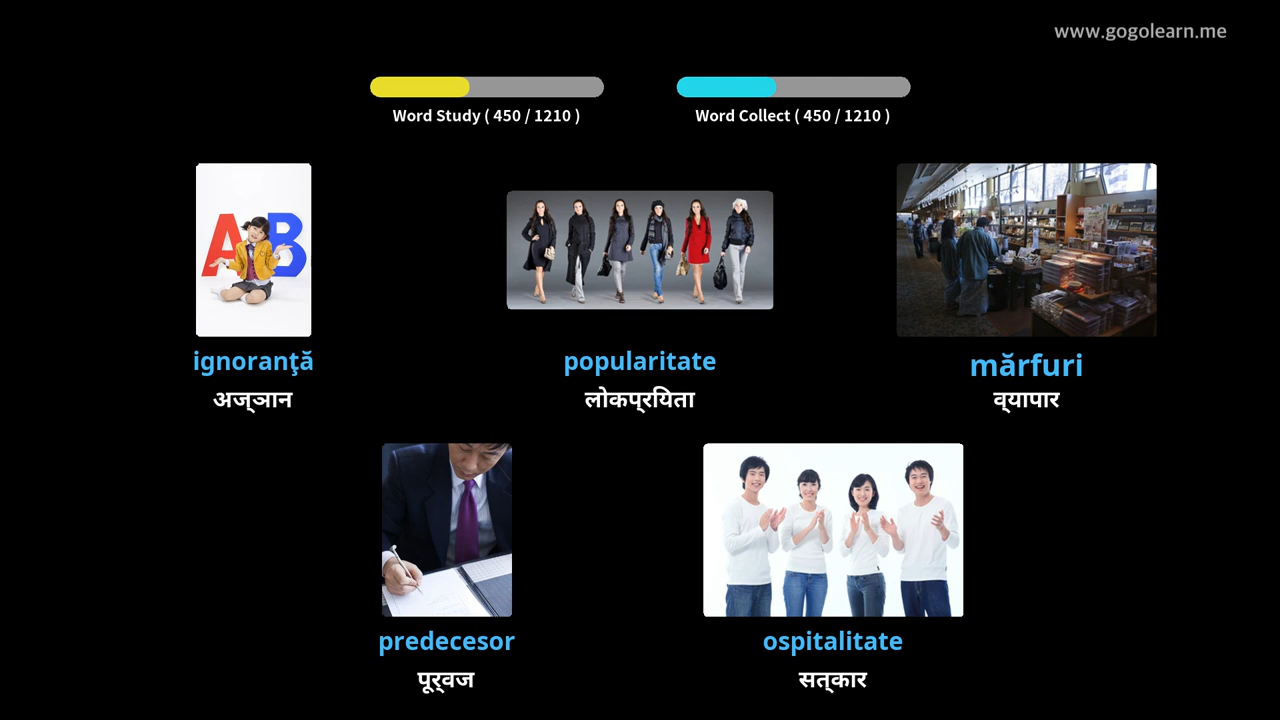 www.gogolearn.me
Word Study ( 450 / 1210 )
Word Collect ( 450 / 1210 )
ignoranţă
अज्ञान
popularitate
लोकप्रियता
mărfuri
व्यापार
predecesor
पूर्वज
ospitalitate
सत्कार